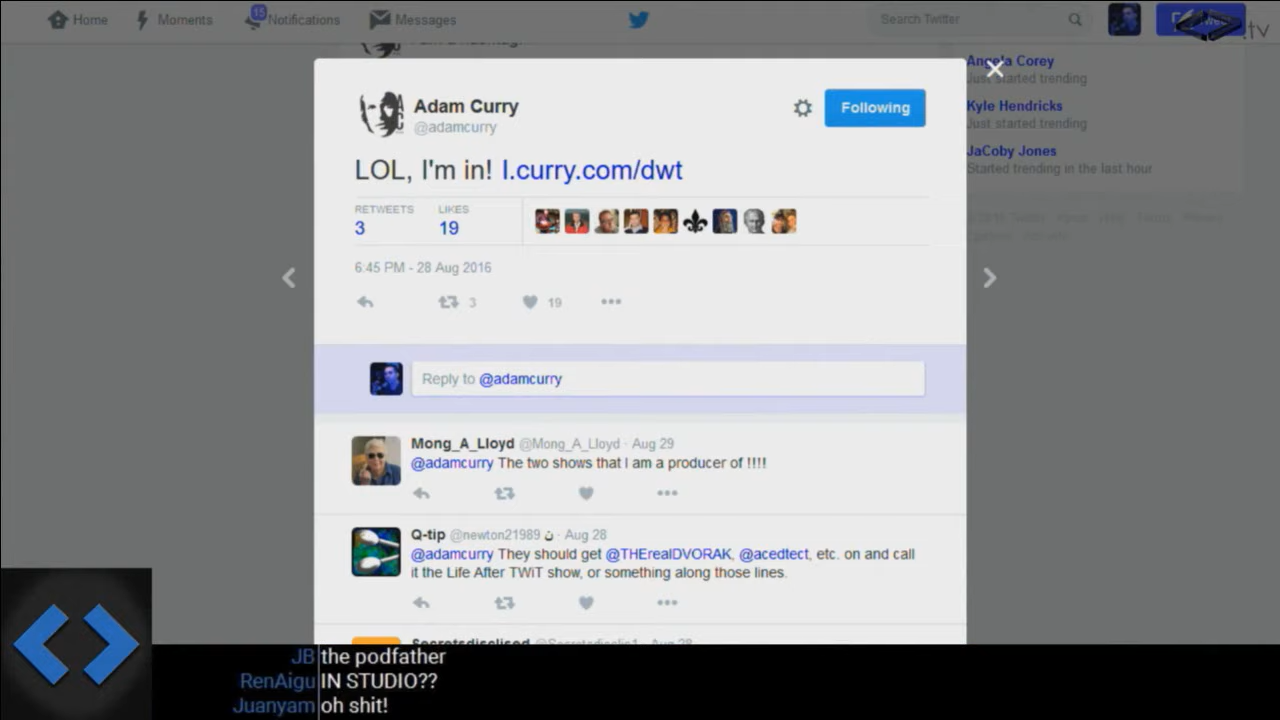 Home
Moments
15
Notifications
Messages
Search Twitter
.tv
Angela Corey
Just started trending
Kyle Hendricks
Just started trending
JaCoby Jones
Started trending in the last hour
Adam Curry
@adamcurry
Following
LOL, I'm in! l.curry.com/dwt
RETWEETS
3
LIKES
19
6:45 PM - 28 Aug 2016
3
19
Reply to @adamcurry
Mong_A_Lloyd @Mong_A_Lloyd · Aug 29
@adamcurry The two shows that I am a producer of !!!!
Q-tip @newton21989 ن · Aug 28
@adamcurry They should get @THErealDVORAK, @acedtect, etc. on and call
it the Life After TWiT show, or something along those lines.
JB the podfather
RenAigu IN STUDIO??
Juanyam oh shit!